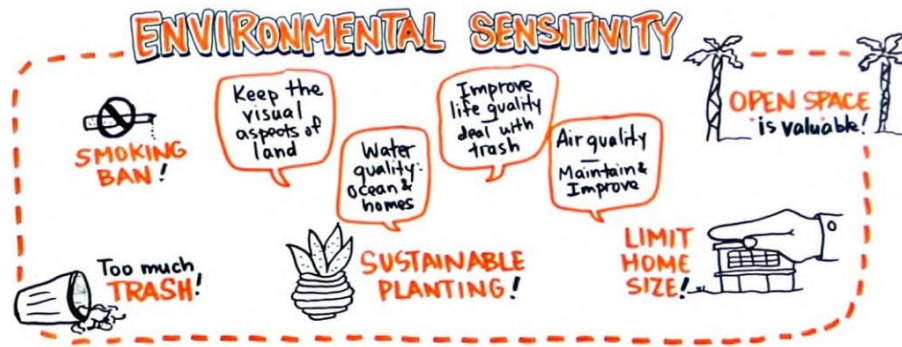 ENVIRONMENTAL SENSITIVITY
SMOKING
BAN!
Keep the
visual
aspects of
land
Water
quality:
ocean &
homes
Improve
life quality
deal with
trash
Air quality
—
Maintain &
Improve
OPEN SPACE
is valuable!
Too much
TRASH!
SUSTAINABLE
PLANTING!
LIMIT
HOME
SIZE!